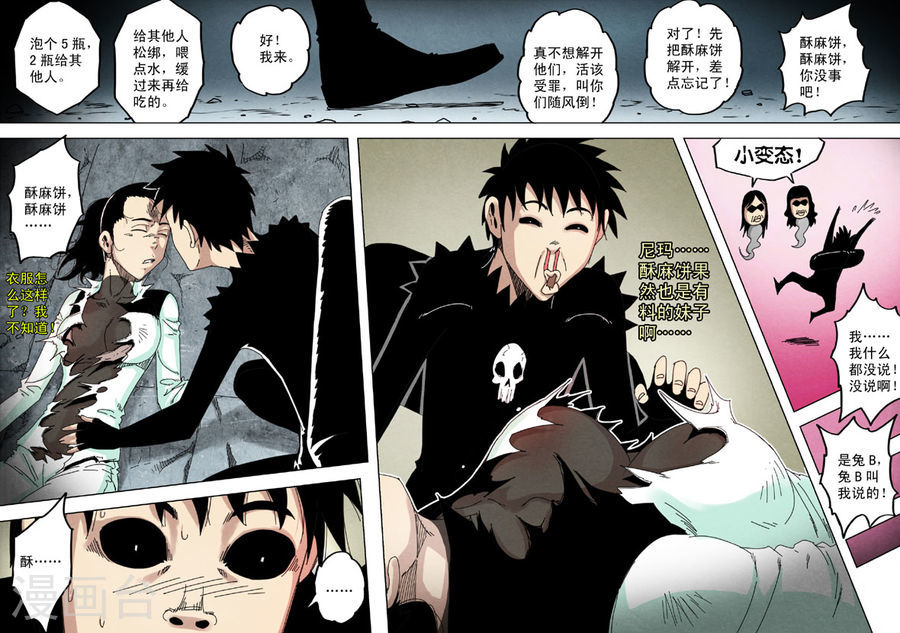 泡个5瓶，
2瓶给其
他人。
给其他人
松绑，喂
点水，缓
过来再给
吃的。
好！
我来。
真不想解开
他们，活该
受罪，叫你
们随风倒！
对了！先
把酥麻饼
解开，差
点忘记了！
酥麻饼，
酥麻饼，
你没事
吧！
酥麻饼，
酥麻饼
……
衣服怎
么这样
了？我
不知道！
尼玛……
酥麻饼果
然也是有
料的妹子
啊……
小变态！
我……
我什么
都没说！
没说啊！
是兔B，
兔B叫
我说的！
酥……
……
漫画台